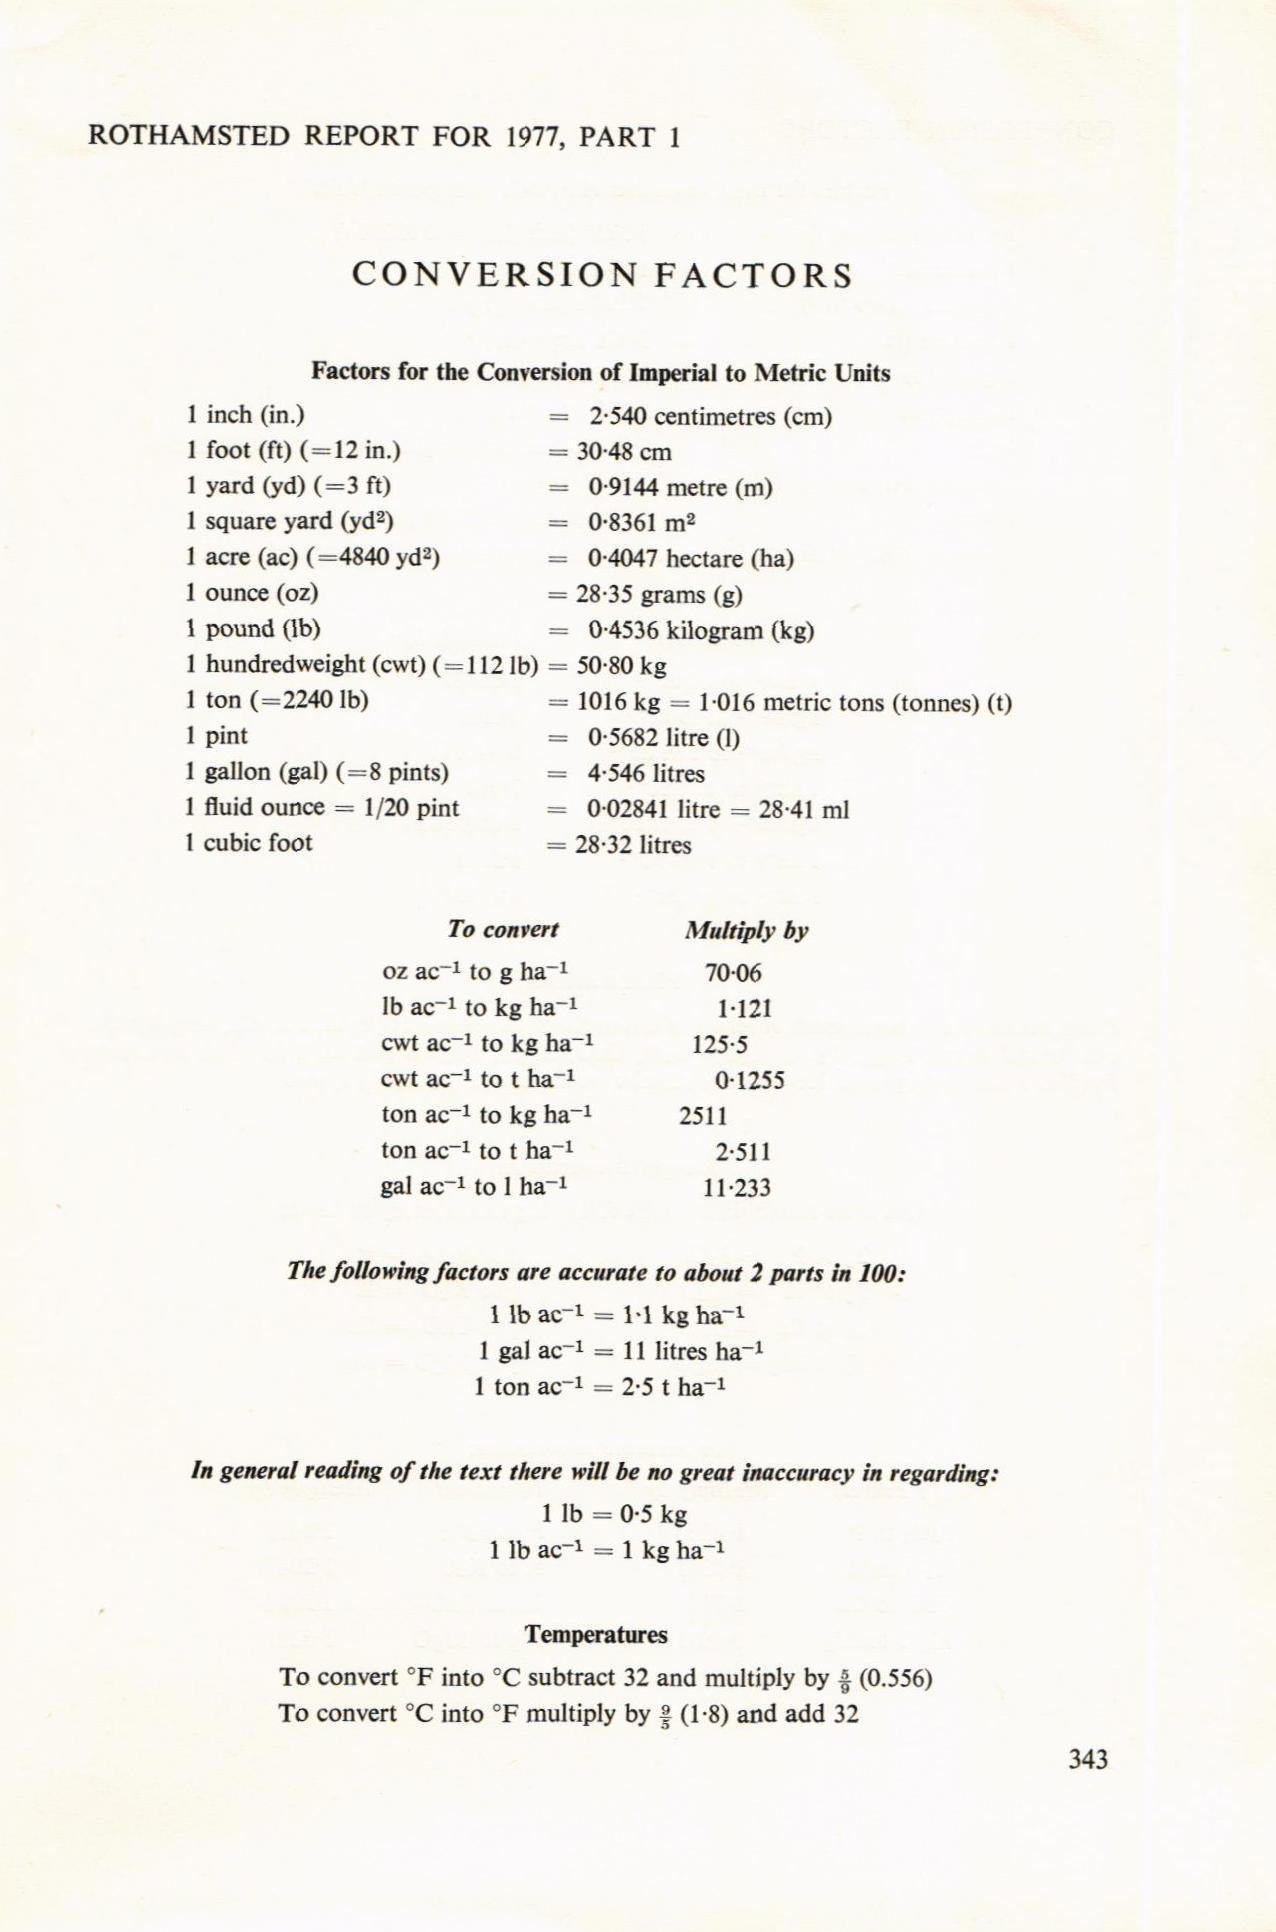 ROTHAMSTED REPORT FOR 1977, PART 1
CONVERSION FACTORS
Factors for the Conversion of Imperial to Metric Units
1 inch (in.) = 2·540 centimetres (cm)
1 foot (ft) (=12 in.) = 30·48 cm
1 yard (yd) (=3 ft) = 0·9144 metre (m)
1 square yard (yd²) = 0·8361 m²
1 acre (ac) (=4840 yd²) = 0·4047 hectare (ha)
1 ounce (oz) = 28·35 grams (g)
1 pound (lb) = 0·4536 kilogram (kg)
1 hundredweight (cwt) (=112 lb) = 50·80 kg
1 ton (=2240 lb) = 1016 kg = 1·016 metric tons (tonnes) (t)
1 pint = 0·5682 litre (l)
1 gallon (gal) (=8 pints) = 4·546 litres
1 fluid ounce = 1/20 pint = 0·02841 litre = 28·41 ml
1 cubic foot = 28·32 litres
To convert Multiply by
oz ac⁻¹ to g ha⁻¹ 70·06
lb ac⁻¹ to kg ha⁻¹ 1·121
cwt ac⁻¹ to kg ha⁻¹ 125·5
cwt ac⁻¹ to t ha⁻¹ 0·1255
ton ac⁻¹ to kg ha⁻¹ 2511
ton ac⁻¹ to t ha⁻¹ 2·511
gal ac⁻¹ to l ha⁻¹ 11·233
The following factors are accurate to about 2 parts in 100:
1 lb ac⁻¹ = 1·1 kg ha⁻¹
1 gal ac⁻¹ = 11 litres ha⁻¹
1 ton ac⁻¹ = 2·5 t ha⁻¹
In general reading of the text there will be no great inaccuracy in regarding:
1 lb = 0·5 kg
1 lb ac⁻¹ = 1 kg ha⁻¹
Temperatures
To convert °F into °C subtract 32 and multiply by 5/9 (0.556)
To convert °C into °F multiply by 9/5 (1·8) and add 32
343